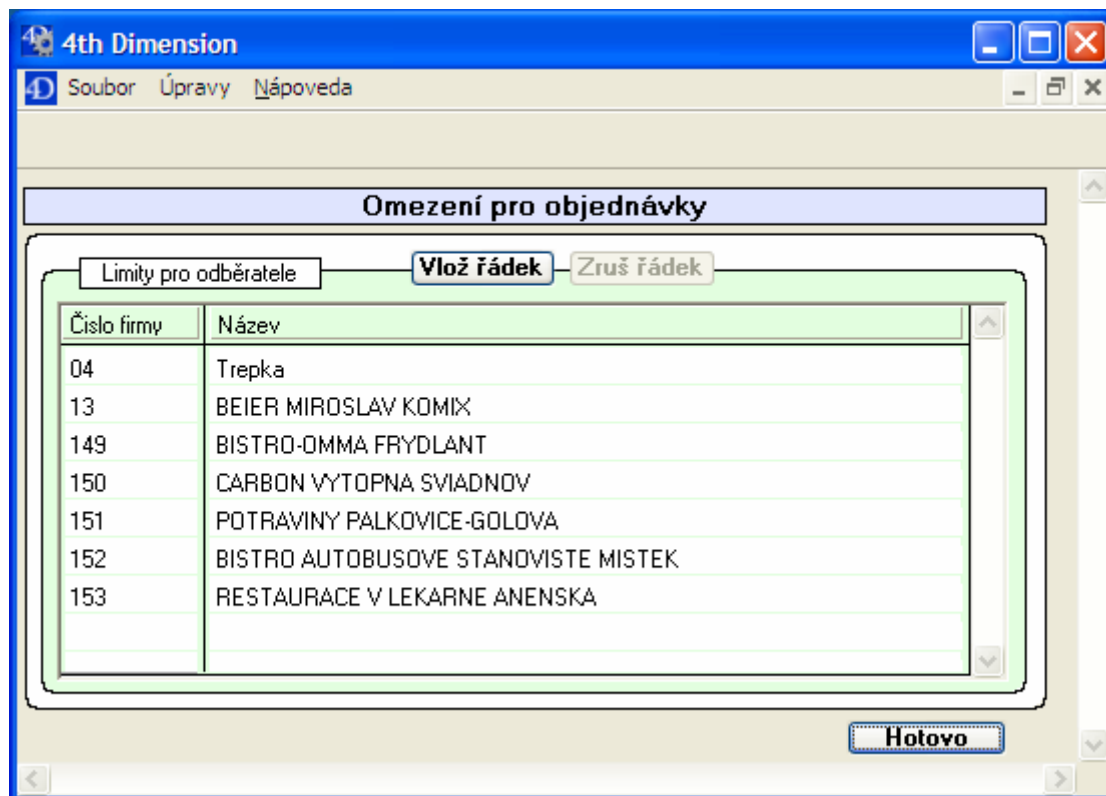 4th Dimension
Soubor Úpravy Nápoveda
Omezení pro objednávky
Limity pro odběratele Vlož řádek Zruš řádek
Čislo firmy Název
04 Trepka
13 BEIER MIROSLAV KOMIX
149 BISTRO-OMMA FRYDLANT
150 CARBON VYTOPNA SVIADNOV
151 POTRAVINY PALKOVICE-GOLOVA
152 BISTRO AUTOBUSOVE STANOVISTE MISTEK
153 RESTAURACE V LEKARNE ANENSKA
Hotovo